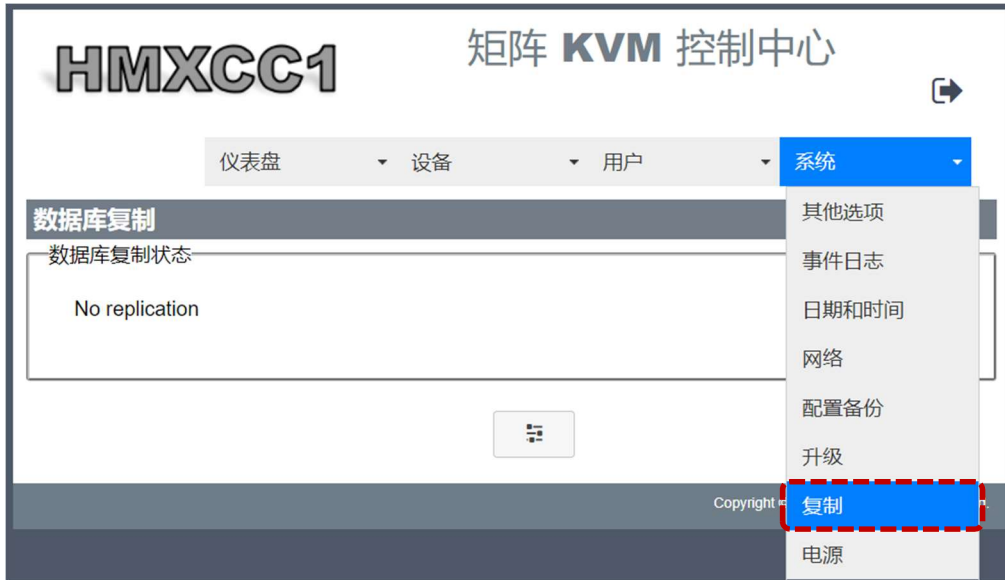 HMXCC1
矩阵 KVM 控制中心
仪表盘 设备 用户 系统
数据库复制
数据库复制状态
No replication
其他选项
事件日志
日期和时间
网络
配置备份
升级
复制
电源
Copyright